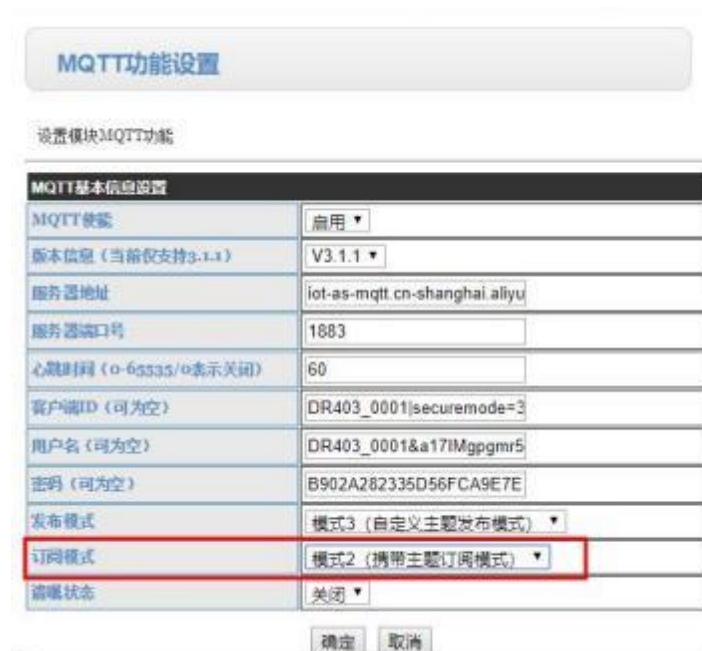 MQTT功能设置
设置模块MQTT功能
MQTT基本信息设置
MQTT使能 启用
版本信息（当前仅支持3.1.1） V3.1.1
服务器地址 iot-as-mqtt.cn-shanghai.aliyu
服务器端口号 1883
心跳时间（0-65535/0表示关闭） 60
客户端ID（可为空） DR403_0001|securemode=3
用户名（可为空） DR403_0001&a17IMgpgmr5
密码（可为空） B902A282335D56FCA9E7E
发布模式 模式3（自定义主题发布模式）
订阅模式 模式2（携带主题订阅模式）
遗嘱状态 关闭
确定 取消